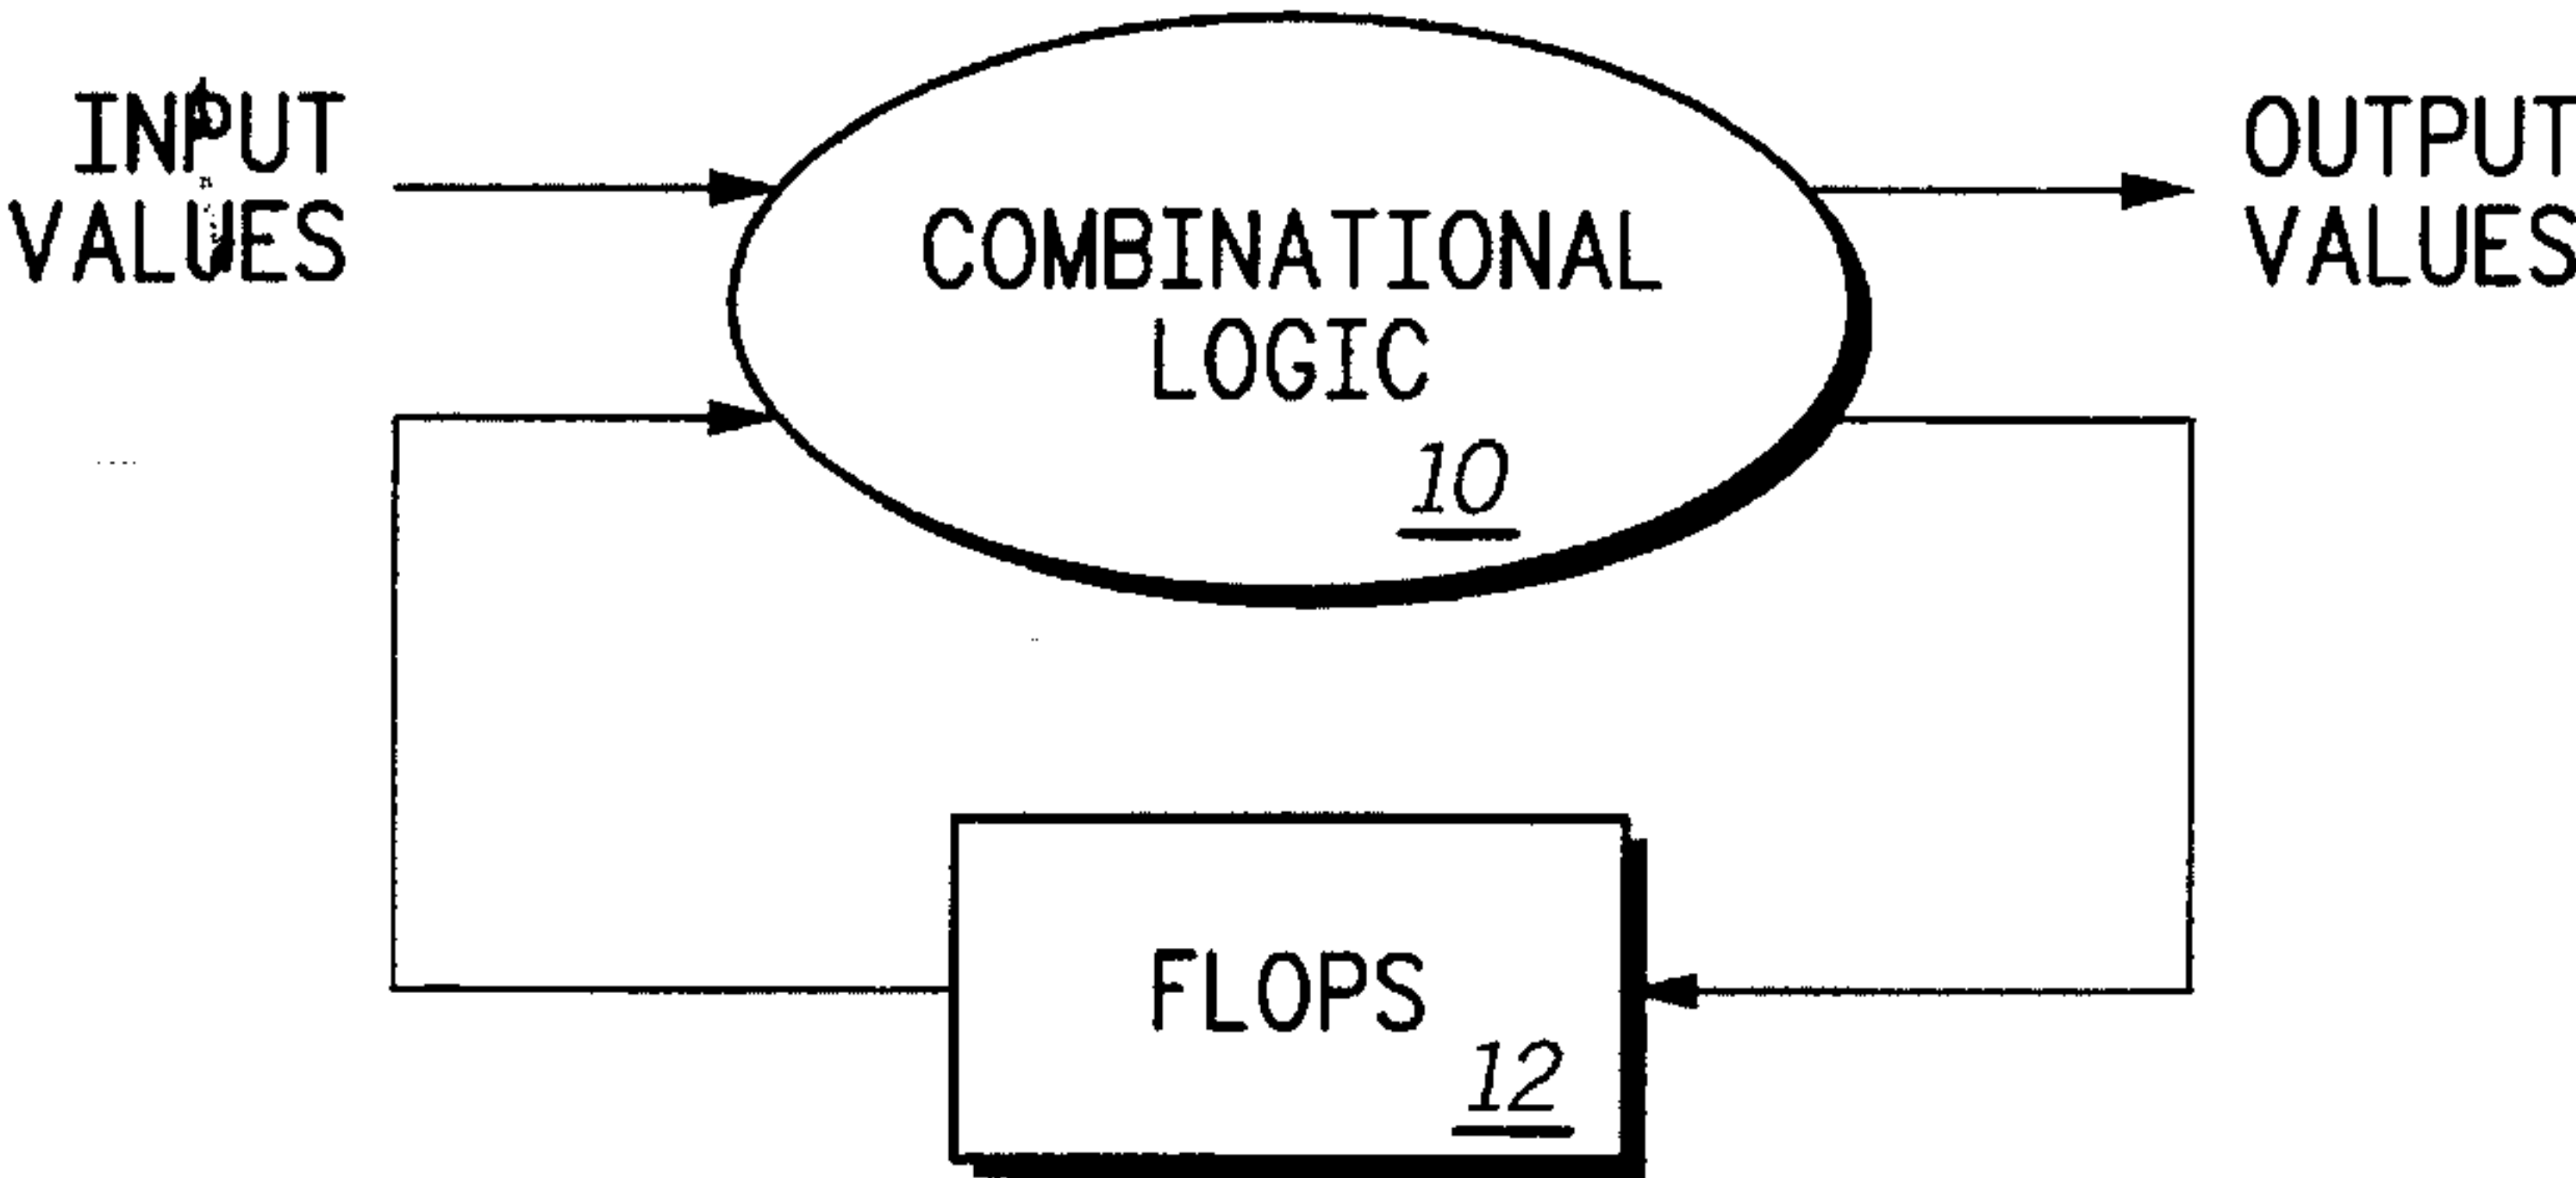 INPUT
VALUES
COMBINATIONAL
LOGIC
10
OUTPUT
VALUES
FLOPS
12